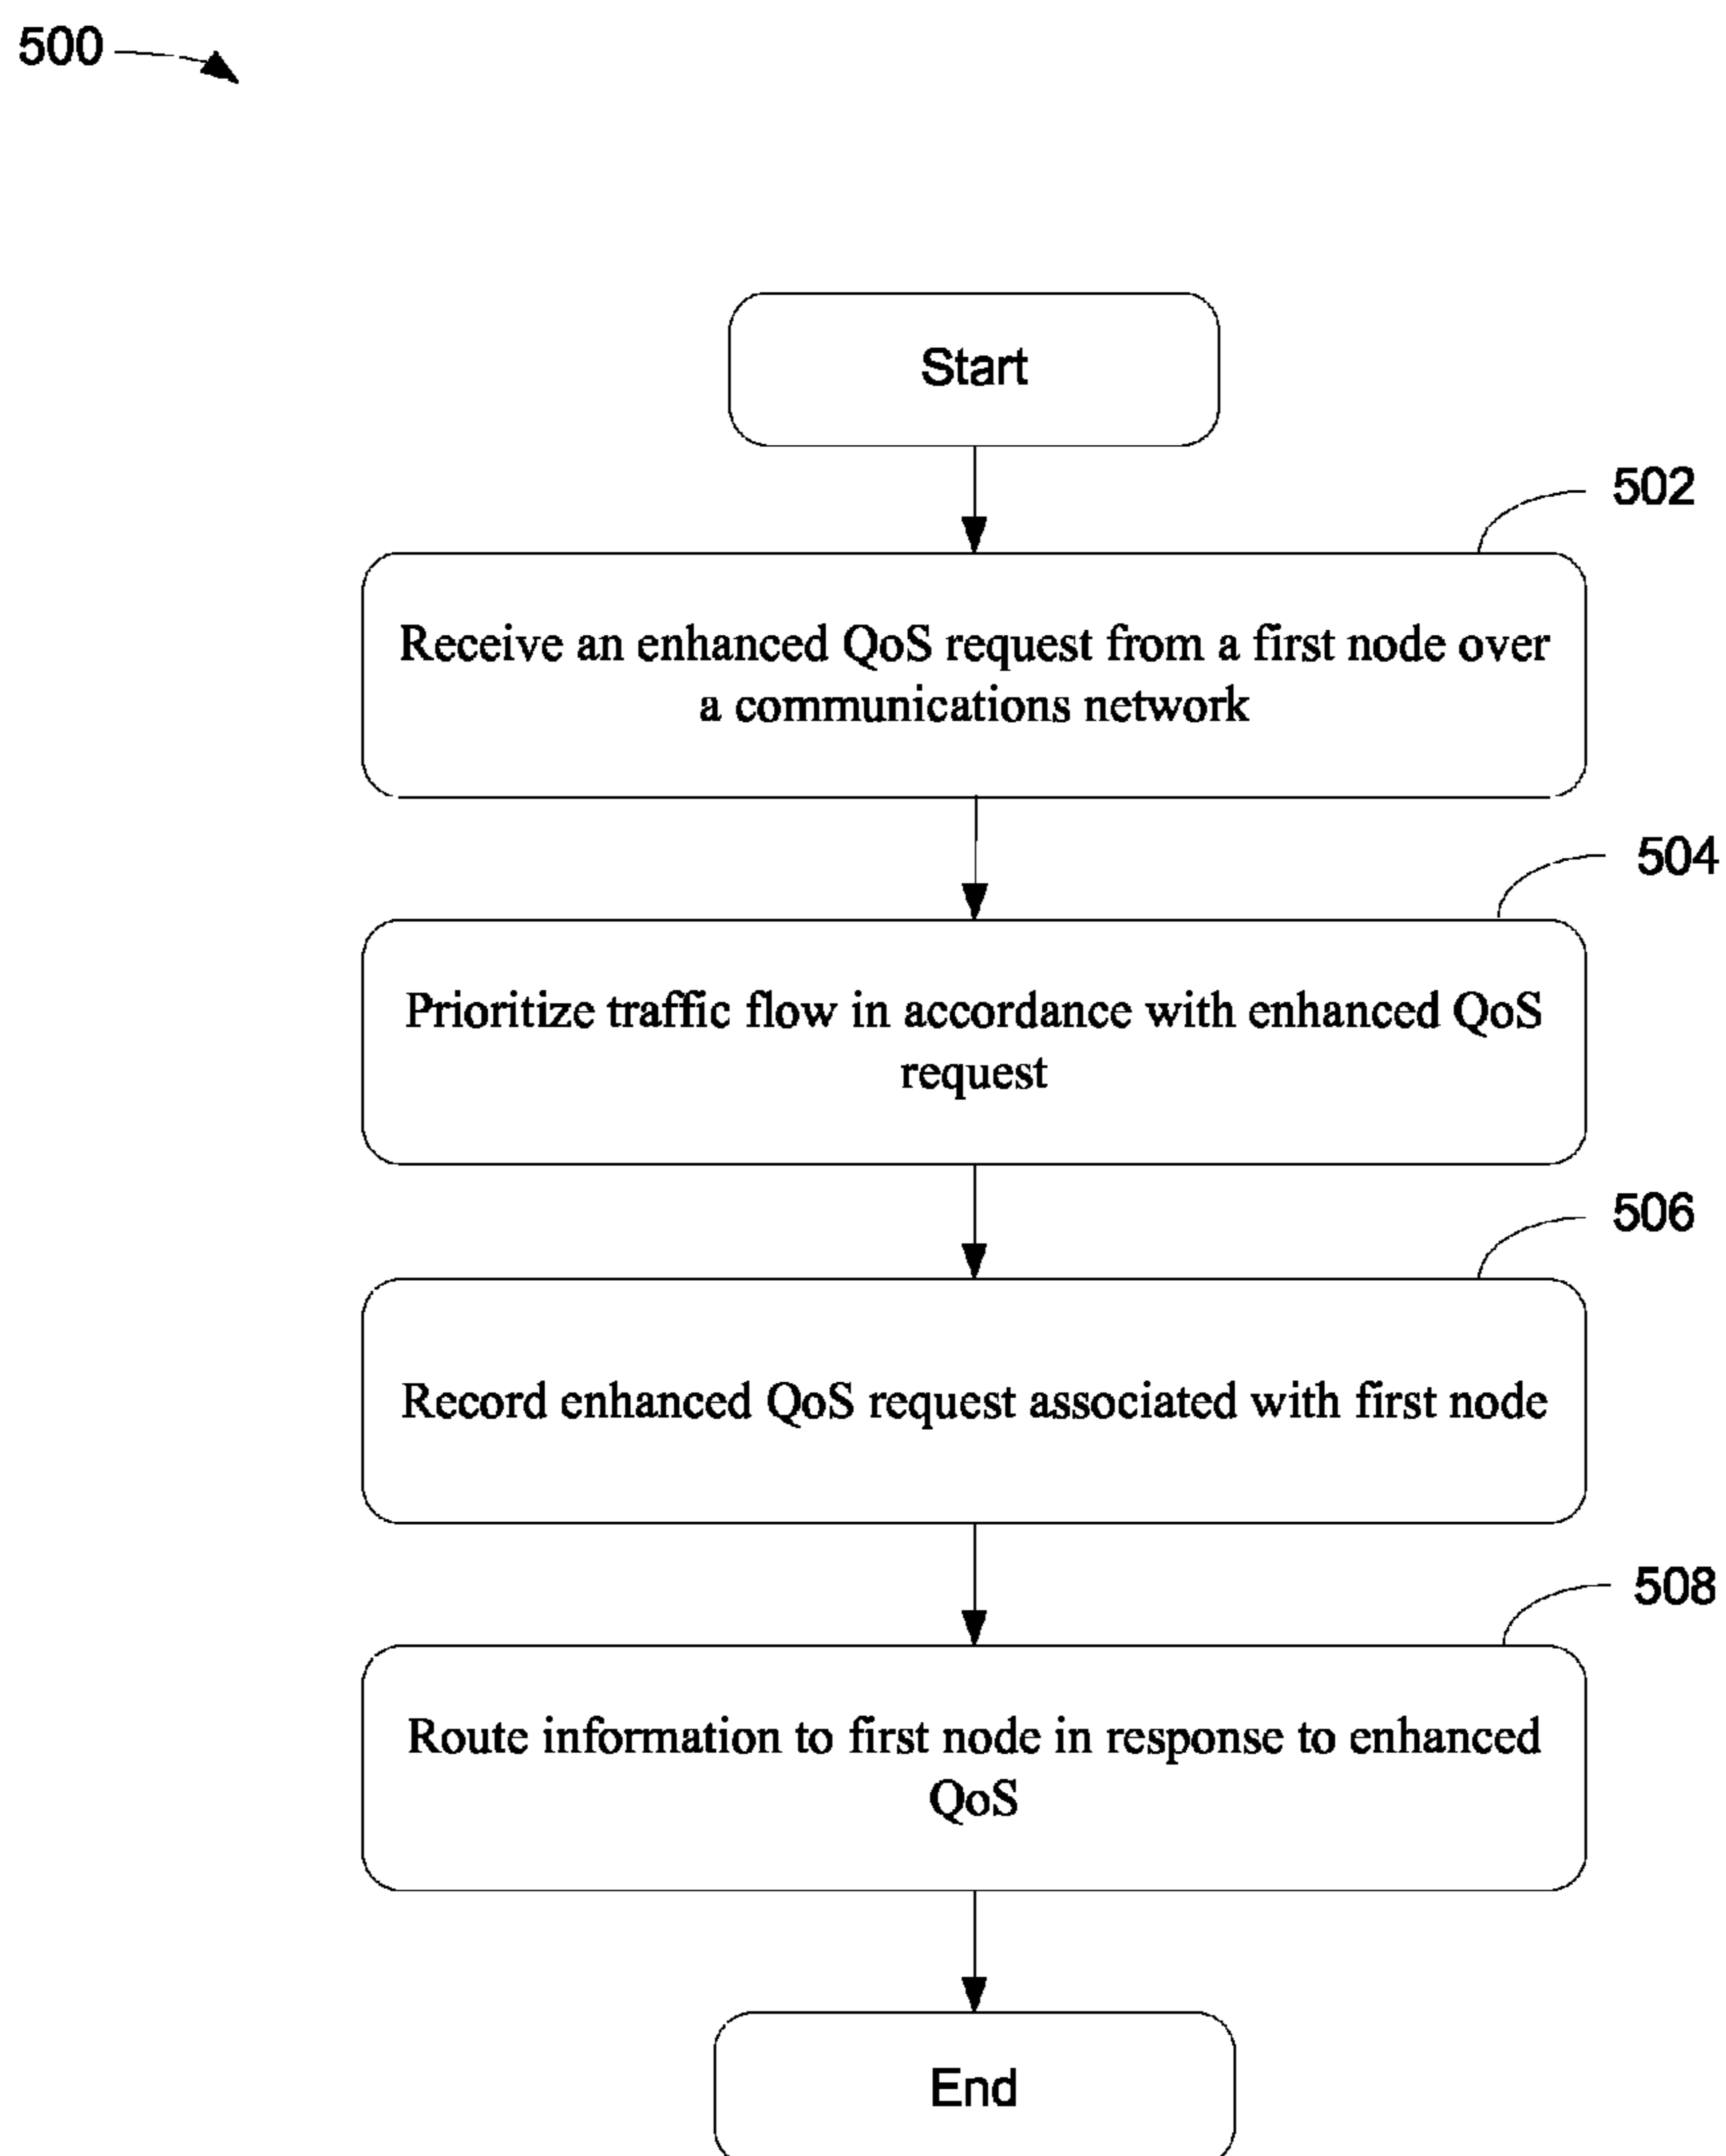 500
Start
502
Receive an enhanced QoS request from a first node over
a communications network
504
Prioritize traffic flow in accordance with enhanced QoS
request
506
Record enhanced QoS request associated with first node
508
Route information to first node in response to enhanced
QoS
End